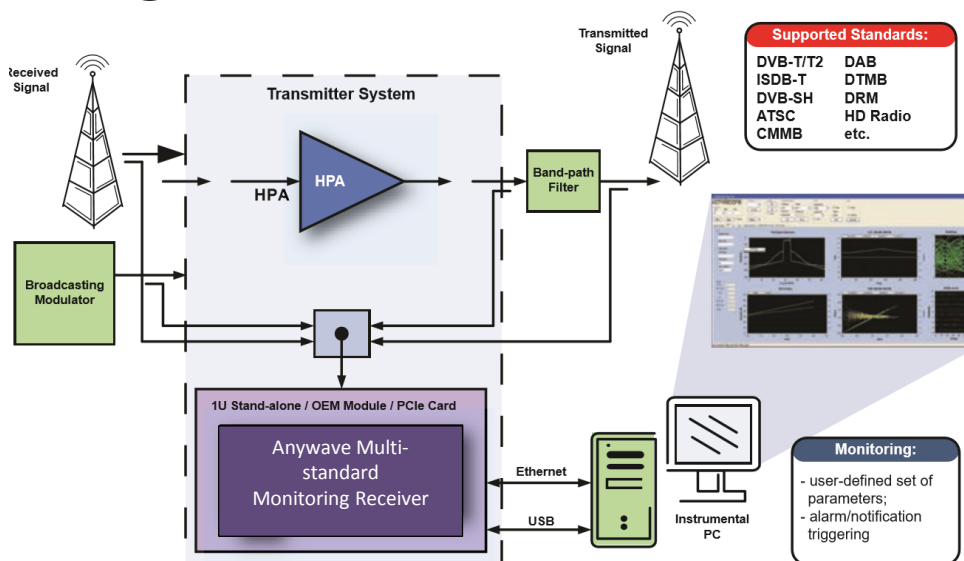 Received
Signal
Transmitter System
HPA
HPA
Transmitted
Signal
Band-path
Filter
Broadcasting
Modulator
1U Stand-alone / OEM Module / PCIe Card
Anywave Multi-
standard
Monitoring Receiver
Ethernet
USB
Instrumental
PC
Supported Standards:
DVB-T/T2 DAB
ISDB-T DTMB
DVB-SH DRM
ATSC HD Radio
CMMB etc.
Monitoring:
- user-defined set of
parameters;
- alarm/notification
triggering